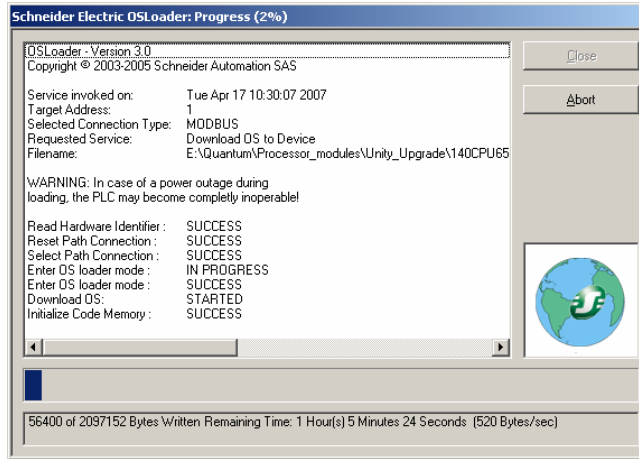 Schneider Electric OSLoader: Progress (2%)
OSLoader - Version 3.0
Copyright © 2003-2005 Schneider Automation SAS
Service invoked on: Tue Apr 17 10:30:07 2007
Target Address: 1
Selected Connection Type: MODBUS
Requested Service: Download OS to Device
Filename: E:\Quantum\Processor_modules\Unity_Upgrade\140CPU65
WARNING: In case of a power outage during
loading, the PLC may become completly inoperable!
Read Hardware Identifier : SUCCESS
Reset Path Connection : SUCCESS
Select Path Connection : SUCCESS
Enter OS loader mode : IN PROGRESS
Enter OS loader mode : SUCCESS
Download OS: STARTED
Initialize Code Memory : SUCCESS
Close
Abort
56400 of 2097152 Bytes Written Remaining Time: 1 Hour(s) 5 Minutes 24 Seconds (520 Bytes/sec)